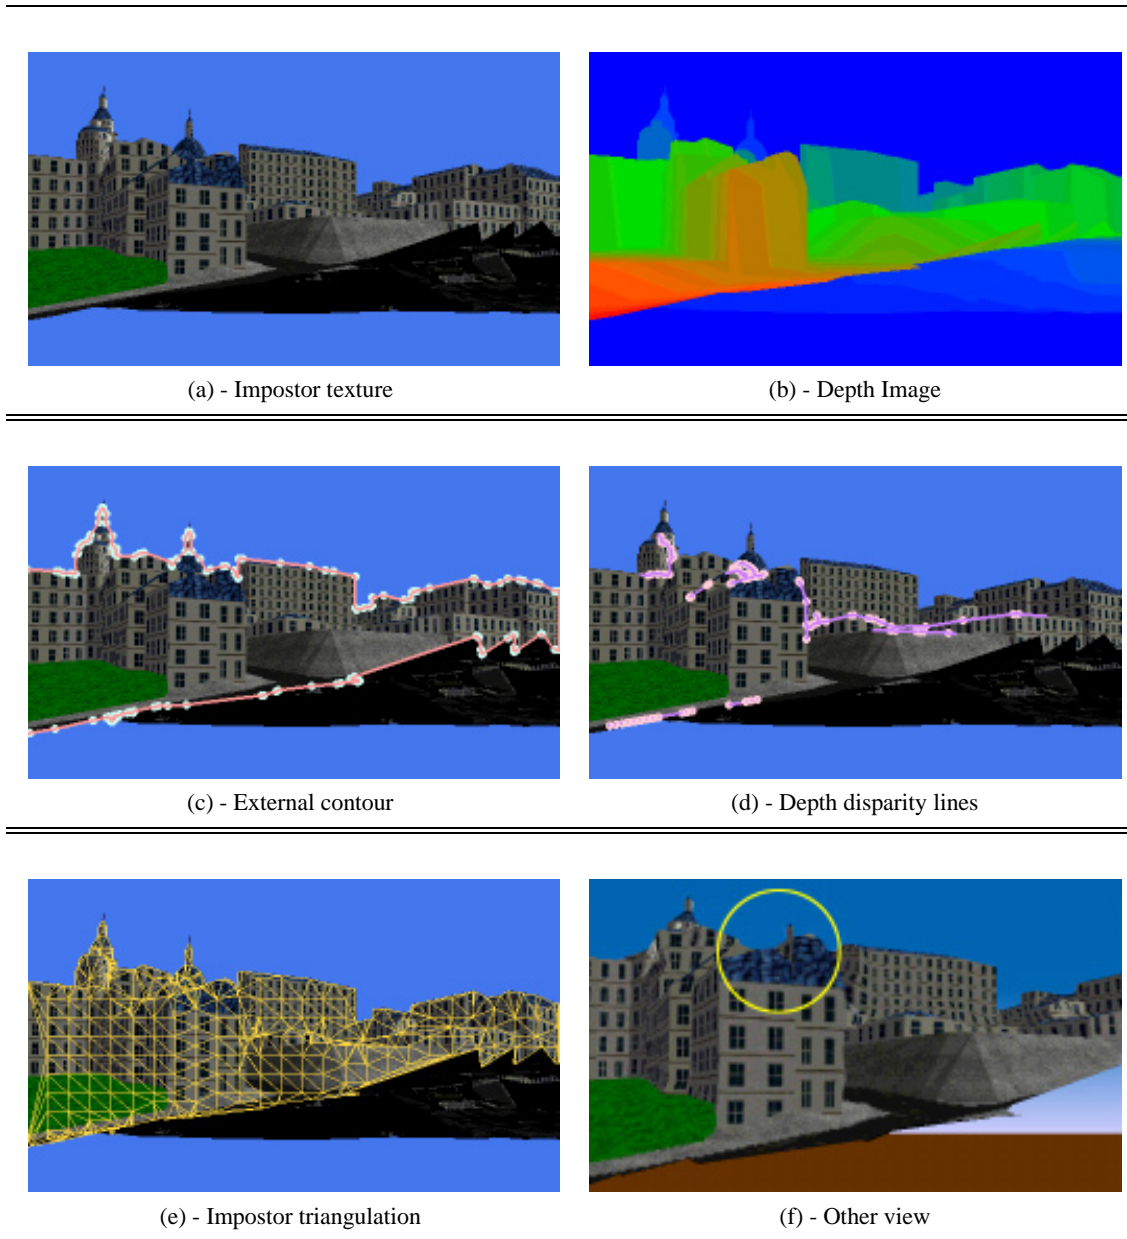 (a) - Impostor texture
(b) - Depth Image
(c) - External contour
(d) - Depth disparity lines
(e) - Impostor triangulation
(f) - Other view